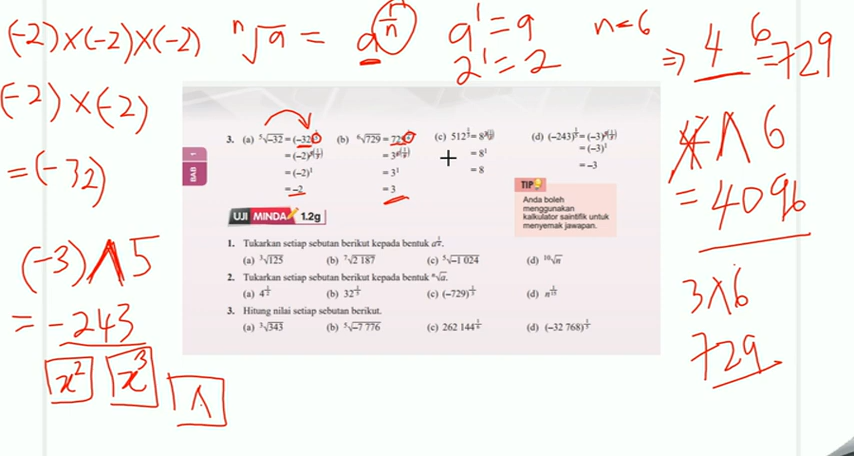 (-2)×(-2)×(-2)
(-2)×(-2)
=(-32)
ⁿ√a = a^(1/n)
a¹=a
2¹=2
n=6
⇒ 4⁶=729
4∧6
=4096
3∧6
729
(-3)∧5
=-243
x² x³ ∧
BAB 1
3. (a) ⁵√-32 = (-32)^(1/5) (b) ⁶√729 = 729^(1/6) (c) 512^(1/3) = 8^(3(1/3)) (d) (-243)^(1/5) = (-3)^(5(1/5))
= (-2)^(5(1/5)) = 3^(6(1/6)) = 8¹ = (-3)¹
= (-2)¹ = 3¹ = 8 = -3
= -2 = 3
UJI MINDA 1.2g
TIP
Anda boleh
menggunakan
kalkulator saintifik untuk
menyemak jawapan.
1. Tukarkan setiap sebutan berikut kepada bentuk a^(1/n).
(a) ³√125 (b) ⁷√2 187 (c) ⁵√-1 024 (d) ¹⁰√n
2. Tukarkan setiap sebutan berikut kepada bentuk ⁿ√a.
(a) 4^(1/2) (b) 32^(1/5) (c) (-729)^(1/3) (d) n^(1/15)
3. Hitung nilai setiap sebutan berikut.
(a) ³√343 (b) ⁵√-7 776 (c) 262 144^(1/6) (d) (-32 768)^(1/5)